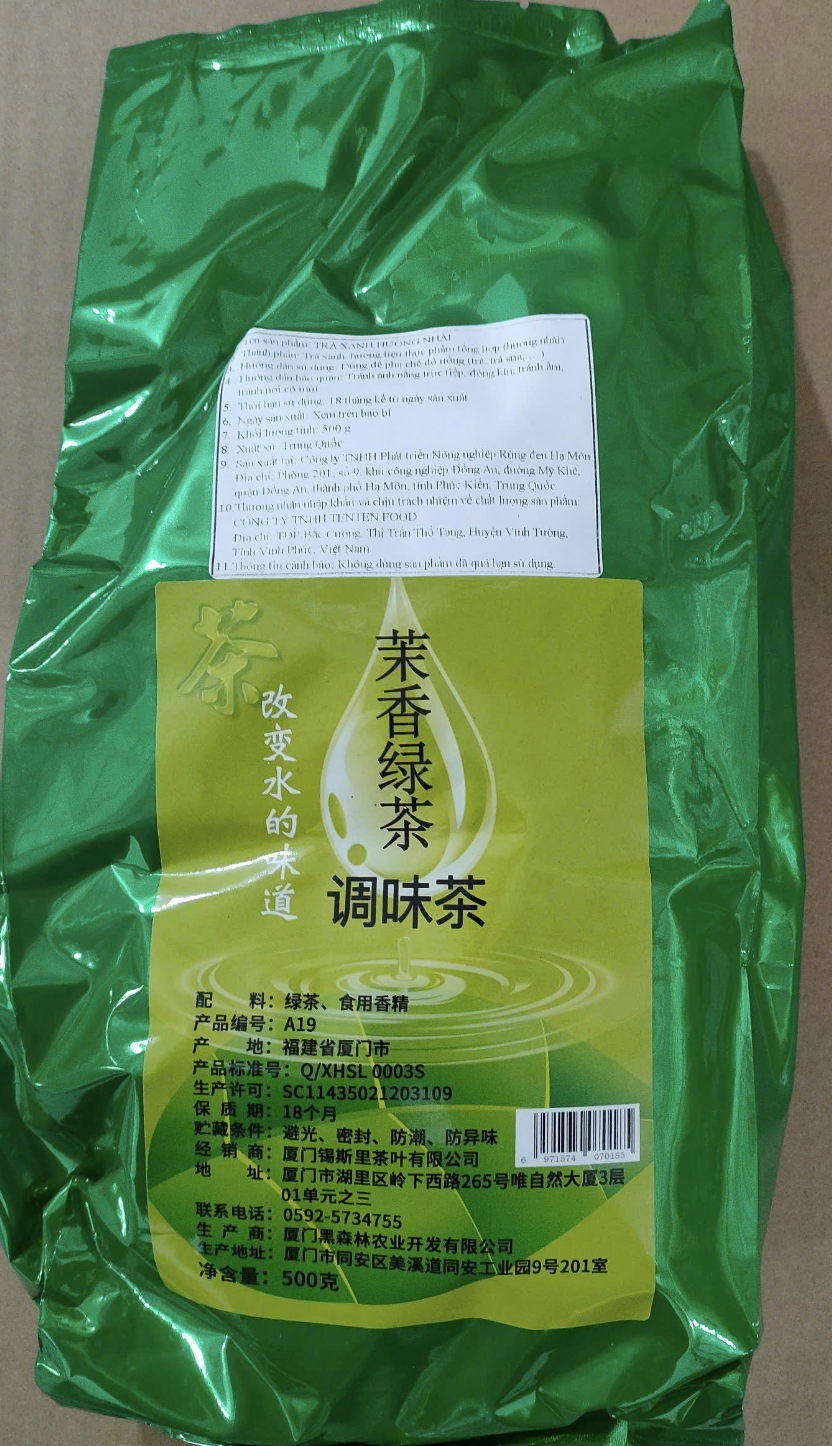 Tên sản phẩm: TRÀ XANH HƯƠNG NHÀI
Thành phần: Trà xanh, hương liệu thực phẩm tổng hợp (hương nhài)
Hướng dẫn sử dụng: Dùng để pha chế đồ uống (trà, trà sữa, ...)
4. Hướng dẫn bảo quản: Tránh ánh nắng trực tiếp, đóng kín, tránh ẩm,
tránh nơi có mùi
5. Thời hạn sử dụng: 18 tháng kể từ ngày sản xuất
6. Ngày sản xuất: Xem trên bao bì
7. Khối lượng tịnh: 500 g
8. Xuất xứ: Trung Quốc
9. Sản xuất tại: Công ty TNHH Phát triển Nông nghiệp Rừng đen Hạ Môn
Địa chỉ: Phòng 201, số 9, khu công nghiệp Đồng An, đường Mỹ Khê,
quận Đồng An, thành phố Hạ Môn, tỉnh Phúc Kiến, Trung Quốc
10. Thương nhân nhập khẩu và chịu trách nhiệm về chất lượng sản phẩm:
CÔNG TY TNHH TENTEN FOOD
Địa chỉ: TDP Bắc Cường, Thị Trấn Thổ Tang, Huyện Vĩnh Tường,
Tỉnh Vĩnh Phúc, Việt Nam
11. Thông tin cảnh báo: Không dùng sản phẩm đã quá hạn sử dụng.
茶
改变水的味道
茉香绿茶
调味茶
配 料：绿茶、食用香精
产品编号：A19
产 地：福建省厦门市
产品标准号：Q/XHSL 0003S
生产许可：SC11435021203109
保 质 期：18个月
贮藏条件：避光、密封、防潮、防异味
经 销 商：厦门锡斯里茶叶有限公司
地 址：厦门市湖里区岭下西路265号唯自然大厦3层
01单元之三
联系电话：0592-5734755
生 产 商：厦门黑森林农业开发有限公司
生产地址：厦门市同安区美溪道同安工业园9号201室
净含量：500克
6 971574 070185